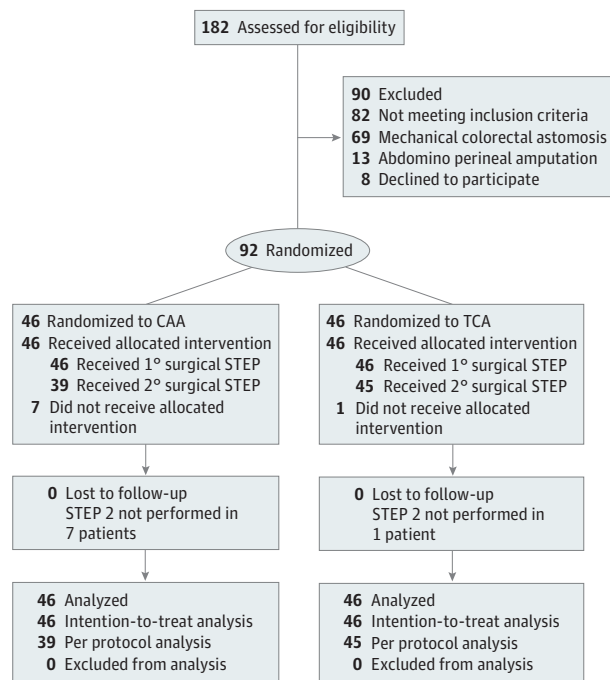 182 Assessed for eligibility
90 Excluded
82 Not meeting inclusion criteria
69 Mechanical colorectal astomosis
13 Abdomino perineal amputation
8 Declined to participate
92 Randomized
46 Randomized to CAA
46 Received allocated intervention
46 Received 1° surgical STEP
39 Received 2° surgical STEP
7 Did not receive allocated
intervention
46 Randomized to TCA
46 Received allocated intervention
46 Received 1° surgical STEP
45 Received 2° surgical STEP
1 Did not receive allocated
intervention
0 Lost to follow-up
STEP 2 not performed in
7 patients
0 Lost to follow-up
STEP 2 not performed in
1 patient
46 Analyzed
46 Intention-to-treat analysis
39 Per protocol analysis
0 Excluded from analysis
46 Analyzed
46 Intention-to-treat analysis
45 Per protocol analysis
0 Excluded from analysis